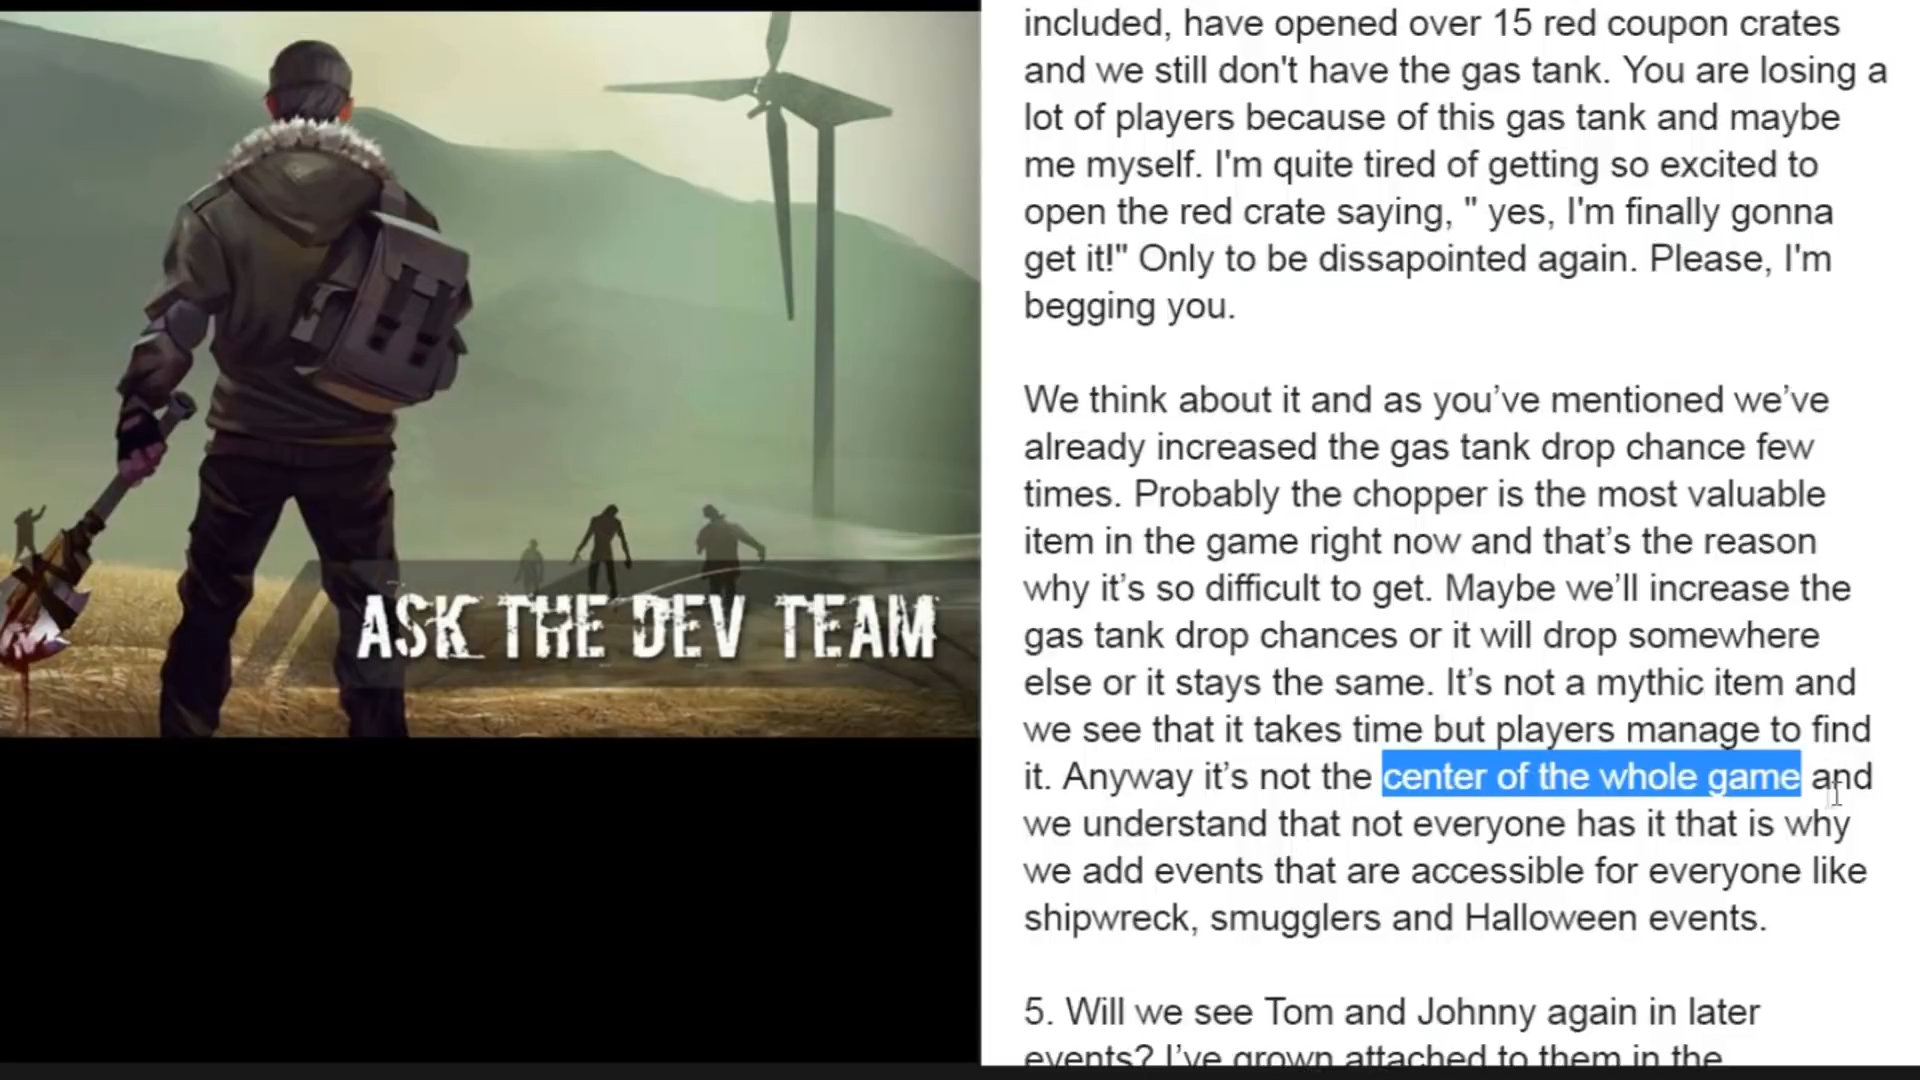 ASK THE DEV TEAM
included, have opened over 15 red coupon crates
and we still don't have the gas tank. You are losing a
lot of players because of this gas tank and maybe
me myself. I'm quite tired of getting so excited to
open the red crate saying, " yes, I'm finally gonna
get it!" Only to be dissapointed again. Please, I'm
begging you.
We think about it and as you’ve mentioned we’ve
already increased the gas tank drop chance few
times. Probably the chopper is the most valuable
item in the game right now and that’s the reason
why it’s so difficult to get. Maybe we’ll increase the
gas tank drop chances or it will drop somewhere
else or it stays the same. It’s not a mythic item and
we see that it takes time but players manage to find
it. Anyway it’s not the center of the whole game and
we understand that not everyone has it that is why
we add events that are accessible for everyone like
shipwreck, smugglers and Halloween events.
5. Will we see Tom and Johnny again in later
events? I’ve grown attached to them in the